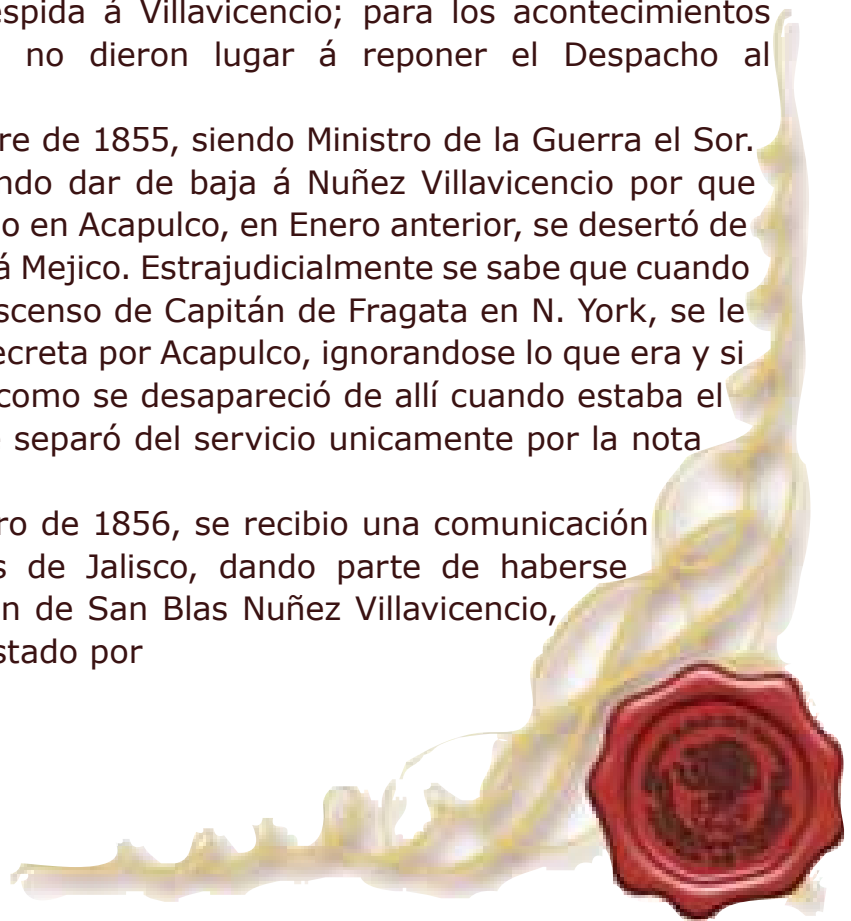 espida á Villavicencio; para los acontecimientos
no dieron lugar á reponer el Despacho al
re de 1855, siendo Ministro de la Guerra el Sor.
ndo dar de baja á Nuñez Villavicencio por que
o en Acapulco, en Enero anterior, se desertó de
á Mejico. Estrajudicialmente se sabe que cuando
scenso de Capitán de Fragata en N. York, se le
ecreta por Acapulco, ignorandose lo que era y si
como se desapareció de allí cuando estaba el
separó del servicio unicamente por la nota
ro de 1856, se recibio una comunicación
s de Jalisco, dando parte de haberse
n de San Blas Nuñez Villavicencio,
stado por